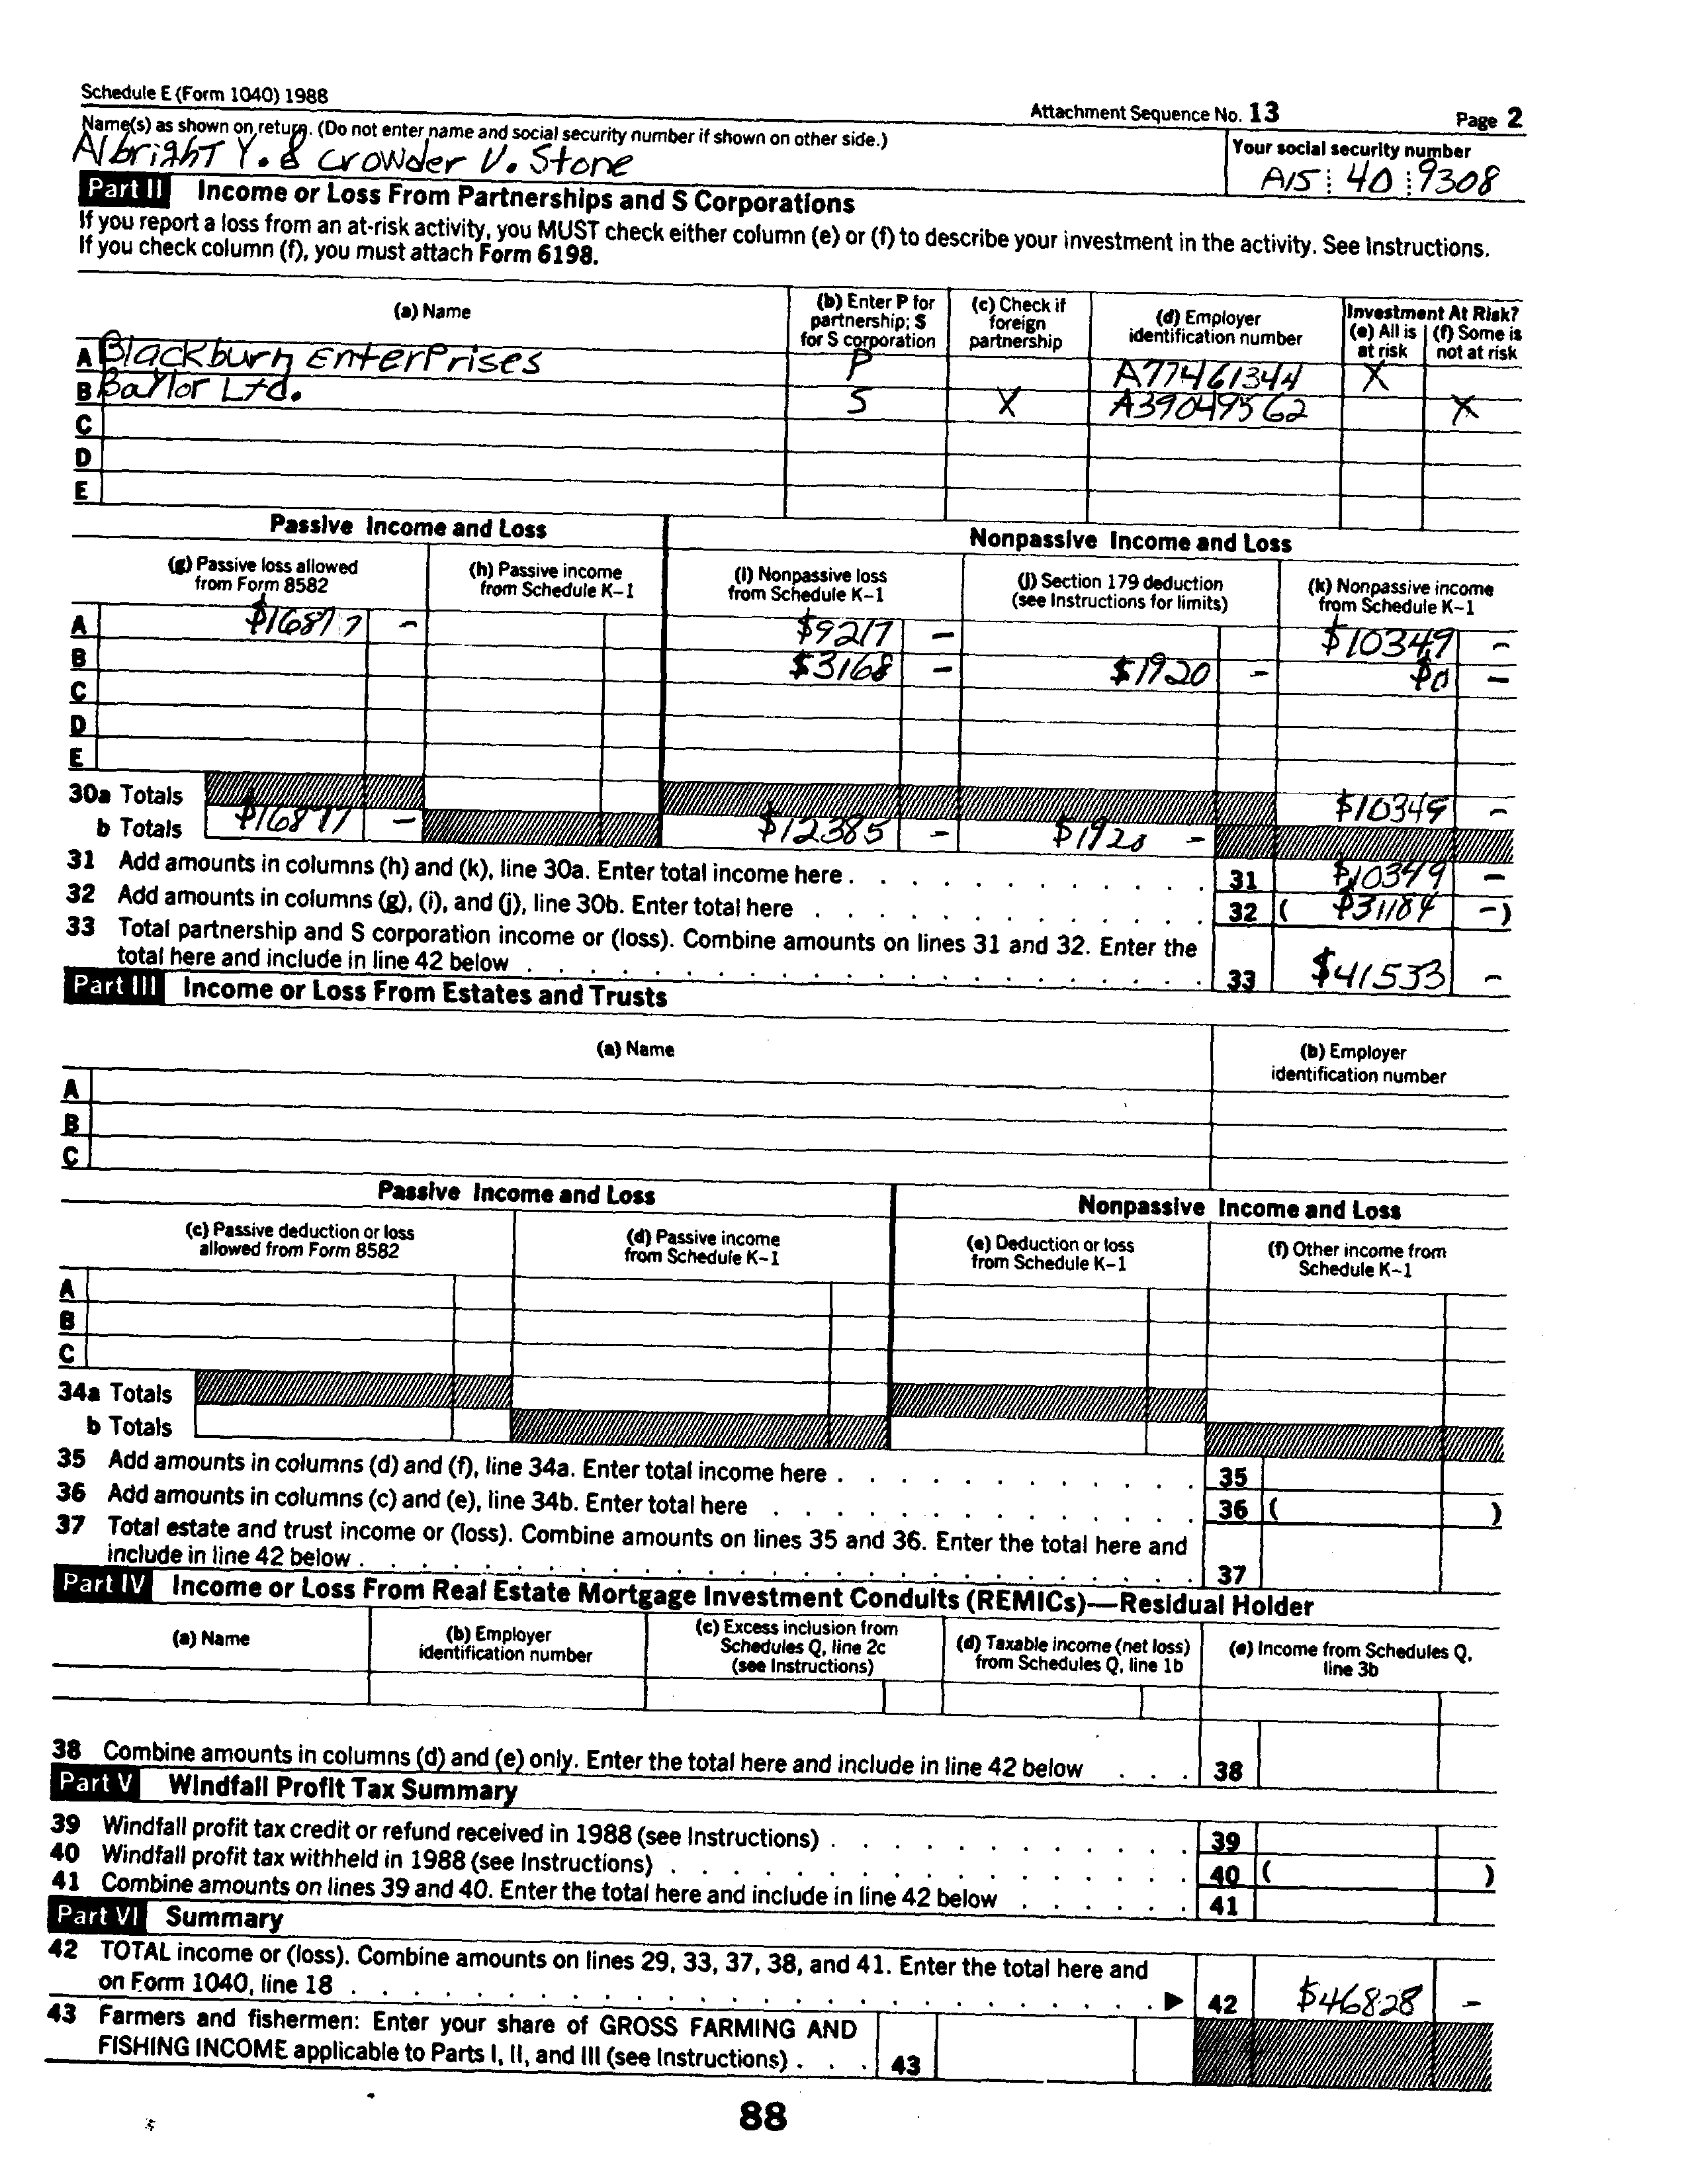 Schedule E (Form 1040) 1988
Attachment Sequence No. 13 Page 2
Name(s) as shown on return. (Do not enter name and social security number if shown on other side.)
Your social security number
Albright Y. & Crowder V. Stone
A15 40 9308
Part II Income or Loss From Partnerships and S Corporations
If you report a loss from an at-risk activity, you MUST check either column (e) or (f) to describe your investment in the activity. See Instructions.
If you check column (f), you must attach Form 6198.
(a) Name
(b) Enter P for partnership; S for S corporation
(c) Check if foreign partnership
(d) Employer identification number
Investment At Risk?
(e) All is at risk
(f) Some is not at risk
A Blackburn Enterprises P A77461344 X
B Baylor Ltd. S X A39049562 X
C
D
E
Passive Income and Loss
Nonpassive Income and Loss
(g) Passive loss allowed from Form 8582
(h) Passive income from Schedule K–1
(i) Nonpassive loss from Schedule K–1
(j) Section 179 deduction (see Instructions for limits)
(k) Nonpassive income from Schedule K–1
A $16877 – $9217 – $10349 –
B $3168 – $1920 – $0 –
C
D
E
30a Totals $10349 –
b Totals $16877 – $12385 – $1920 –
31 Add amounts in columns (h) and (k), line 30a. Enter total income here . 31 $10349 –
32 Add amounts in columns (g), (i), and (j), line 30b. Enter total here . 32 ( $31184 –)
33 Total partnership and S corporation income or (loss). Combine amounts on lines 31 and 32. Enter the
total here and include in line 42 below . 33 $41533 –
Part III Income or Loss From Estates and Trusts
(a) Name
(b) Employer identification number
A
B
C
Passive Income and Loss
Nonpassive Income and Loss
(c) Passive deduction or loss allowed from Form 8582
(d) Passive income from Schedule K–1
(e) Deduction or loss from Schedule K–1
(f) Other income from Schedule K–1
A
B
C
34a Totals
b Totals
35 Add amounts in columns (d) and (f), line 34a. Enter total income here . 35
36 Add amounts in columns (c) and (e), line 34b. Enter total here . 36 ( )
37 Total estate and trust income or (loss). Combine amounts on lines 35 and 36. Enter the total here and
include in line 42 below . 37
Part IV Income or Loss From Real Estate Mortgage Investment Conduits (REMICs)—Residual Holder
(a) Name
(b) Employer identification number
(c) Excess inclusion from Schedules Q, line 2c (see Instructions)
(d) Taxable income (net loss) from Schedules Q, line 1b
(e) Income from Schedules Q, line 3b
38 Combine amounts in columns (d) and (e) only. Enter the total here and include in line 42 below . . . 38
Part V Windfall Profit Tax Summary
39 Windfall profit tax credit or refund received in 1988 (see Instructions) . 39
40 Windfall profit tax withheld in 1988 (see Instructions) . 40 ( )
41 Combine amounts on lines 39 and 40. Enter the total here and include in line 42 below . 41
Part VI Summary
42 TOTAL income or (loss). Combine amounts on lines 29, 33, 37, 38, and 41. Enter the total here and
on Form 1040, line 18 . ▶ 42 $46828 –
43 Farmers and fishermen: Enter your share of GROSS FARMING AND
FISHING INCOME applicable to Parts I, II, and III (see Instructions) . . . 43
88